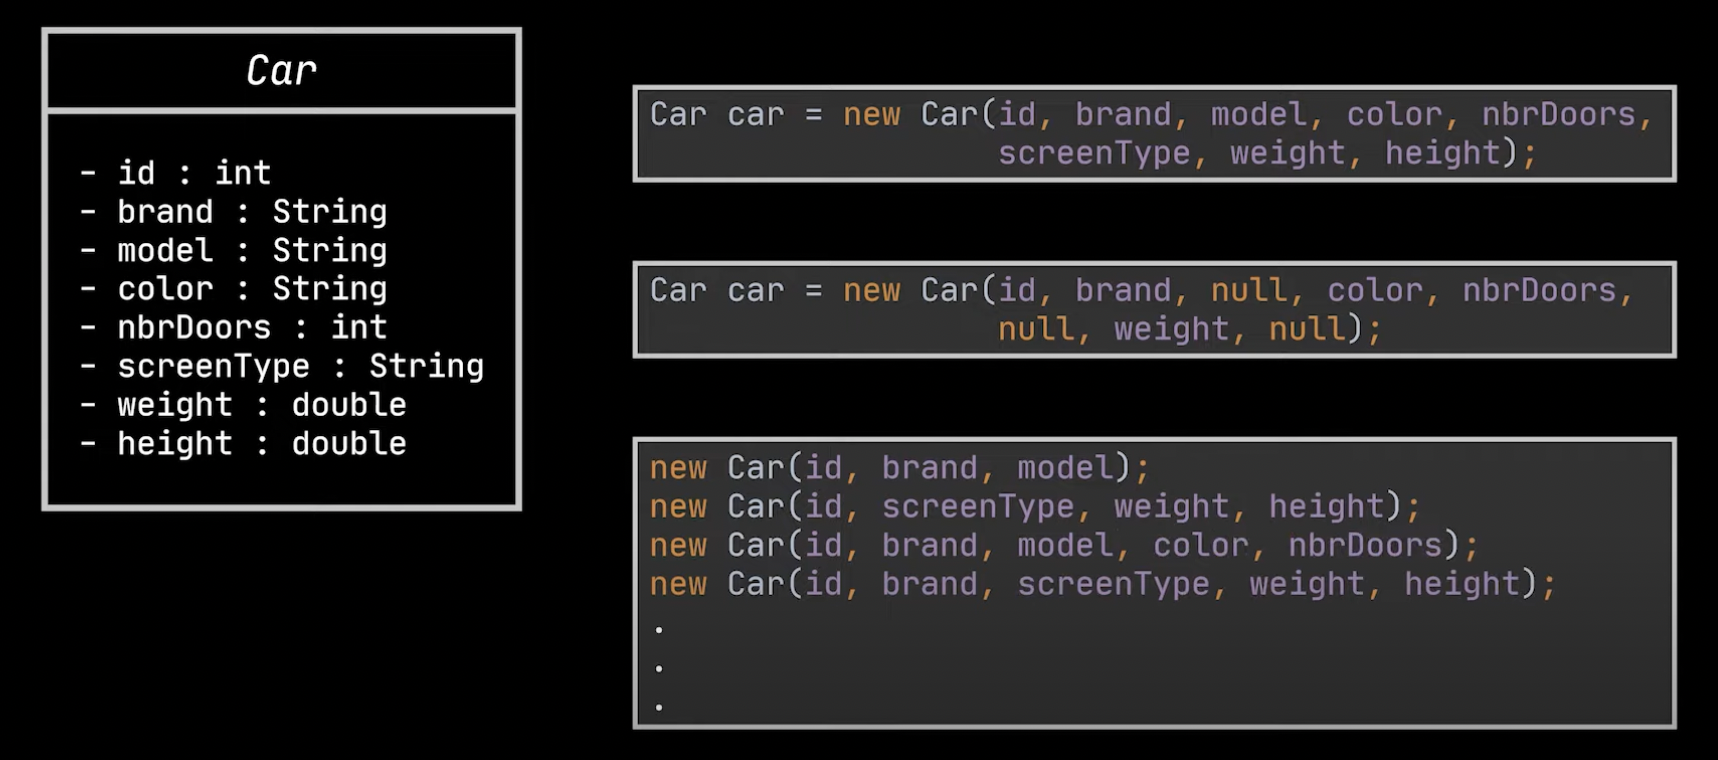 Car
- id : int
- brand : String
- model : String
- color : String
- nbrDoors : int
- screenType : String
- weight : double
- height : double
Car car = new Car(id, brand, model, color, nbrDoors,
screenType, weight, height);
Car car = new Car(id, brand, null, color, nbrDoors,
null, weight, null);
new Car(id, brand, model);
new Car(id, screenType, weight, height);
new Car(id, brand, model, color, nbrDoors);
new Car(id, brand, screenType, weight, height);
.
.
.